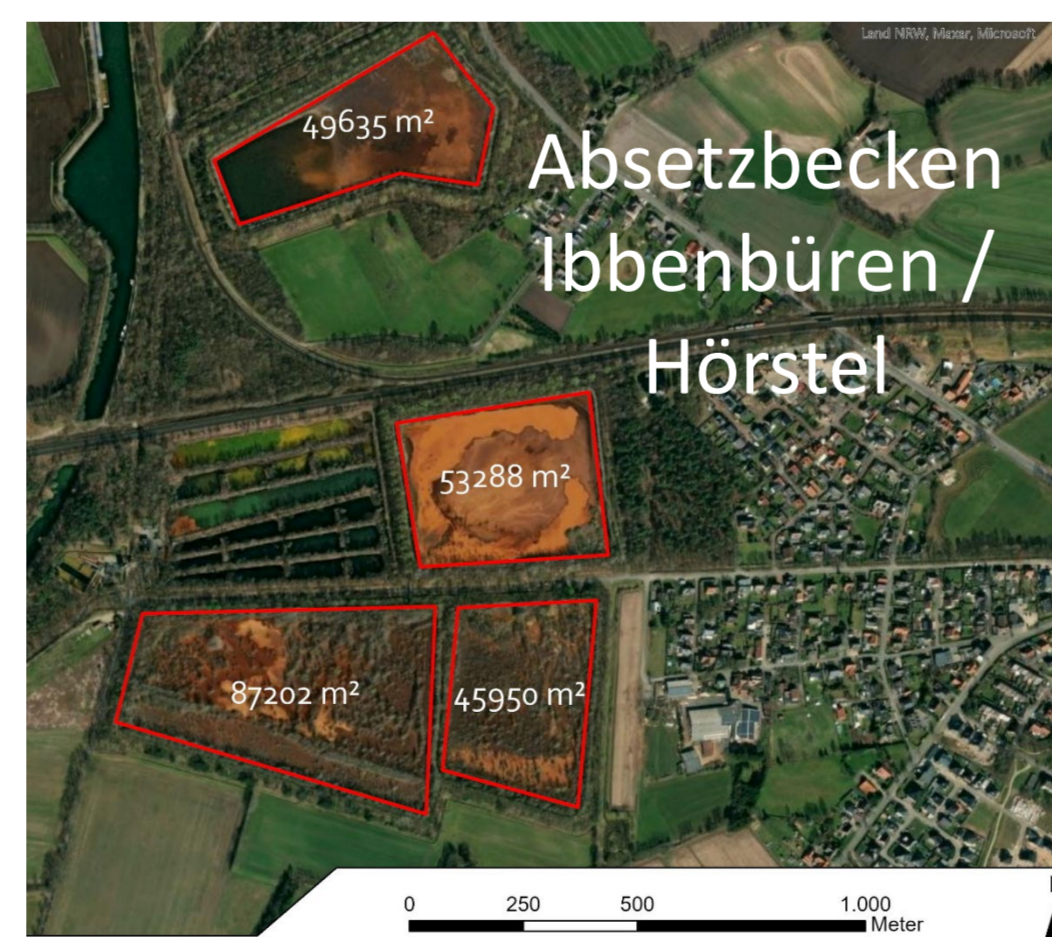 Land NRW, Maxar, Microsoft
49635 m²
Absetzbecken
Ibbenbüren /
Hörstel
53288 m²
87202 m²
45950 m²
0 250 500 1.000
Meter